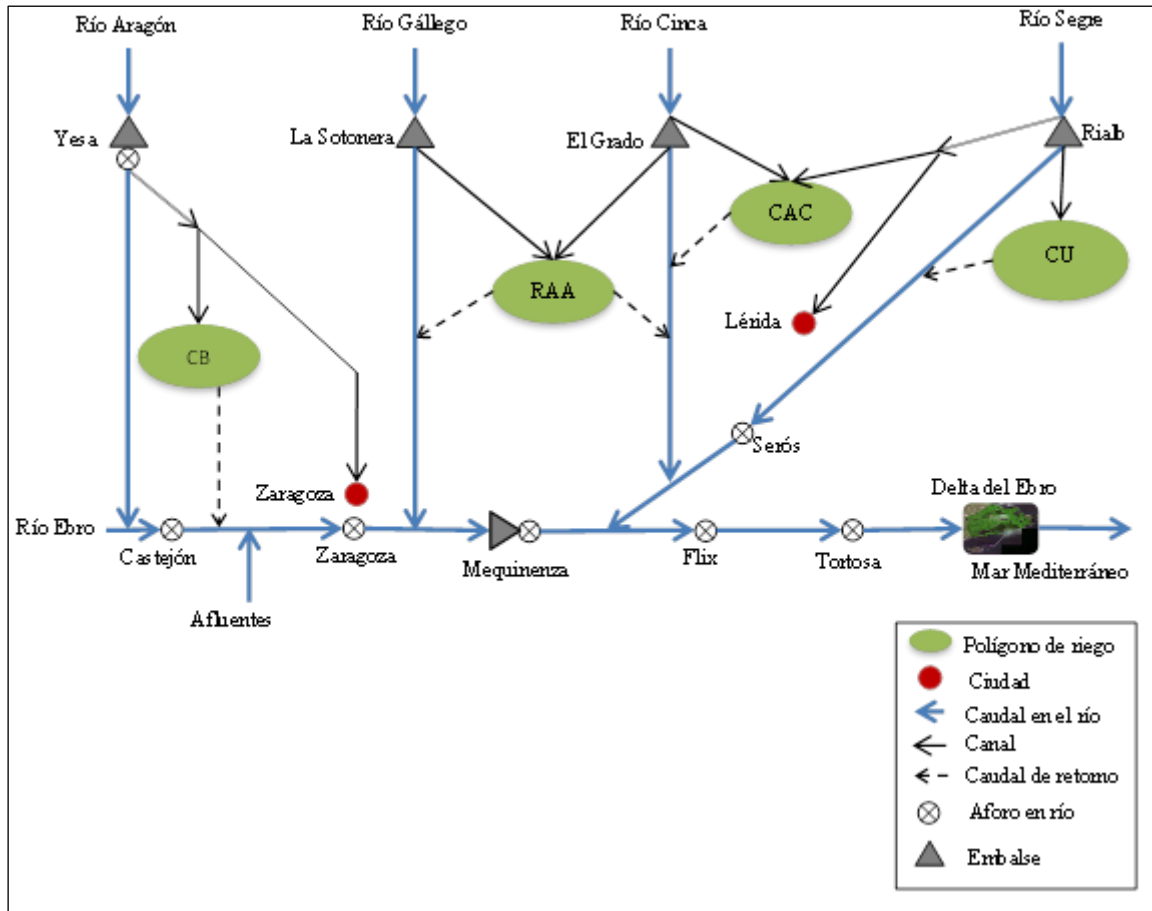 Río Aragón
Río Gállego
Río Cinca
Río Segre
Yesa
La Sotonera
El Grado
Rialb
CAC
CU
RAA
Lérida
CB
Serós
Zaragoza
Delta del Ebro
Río Ebro
Castejón
Zaragoza
Mequinenza
Flix
Tortosa
Mar Mediterráneo
Afluentes
Polígono de riego
Ciudad
Caudal en el río
Canal
Caudal de retorno
Aforo en río
Embalse